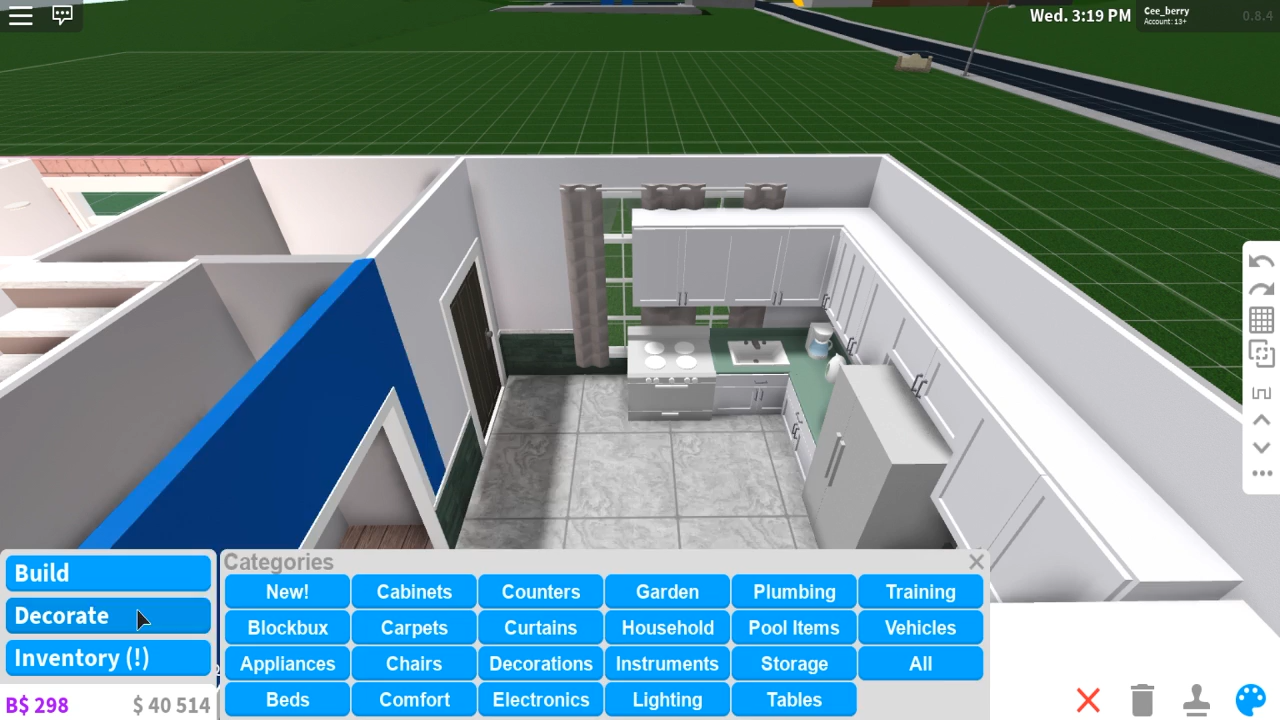 Wed. 3:19 PM
Cee_berry
Account: 13+
0.8.4
Build
Decorate
Inventory (!)
B$ 298
$ 40 514
Categories
New!
Cabinets
Counters
Garden
Plumbing
Training
Blockbux
Carpets
Curtains
Household
Pool Items
Vehicles
Appliances
Chairs
Decorations
Instruments
Storage
All
Beds
Comfort
Electronics
Lighting
Tables